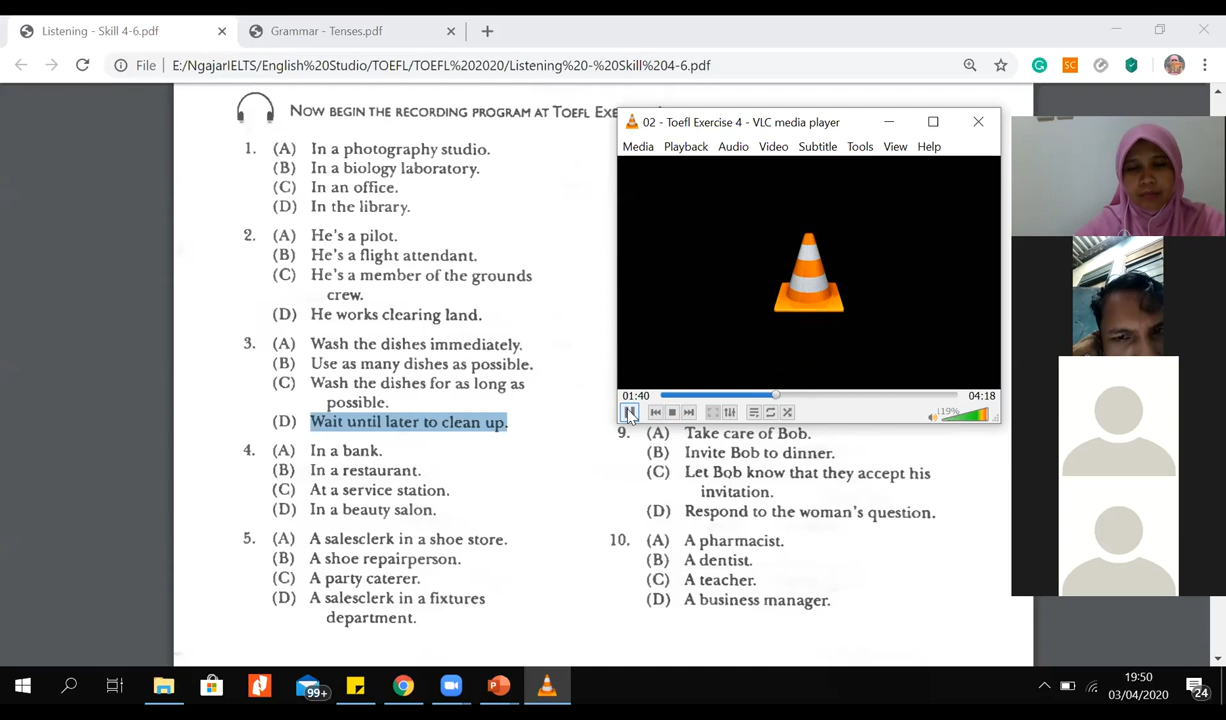 Listening - Skill 4-6.pdf
Grammar - Tenses.pdf
File
E:/NgajarIELTS/English%20Studio/TOEFL/TOEFL%202020/Listening%20-%20Skill%204-6.pdf
SC
NOW BEGIN THE RECORDING PROGRAM AT TOEFL
1. (A) In a photography studio.
(B) In a biology laboratory.
(C) In an office.
(D) In the library.
2. (A) He's a pilot.
(B) He's a flight attendant.
(C) He's a member of the grounds
crew.
(D) He works clearing land.
3. (A) Wash the dishes immediately.
(B) Use as many dishes as possible.
(C) Wash the dishes for as long as
possible.
(D) Wait until later to clean up.
4. (A) In a bank.
(B) In a restaurant.
(C) At a service station.
(D) In a beauty salon.
5. (A) A salesclerk in a shoe store.
(B) A shoe repairperson.
(C) A party caterer.
(D) A salesclerk in a fixtures
department.
02 - Toefl Exercise 4 - VLC media player
Media Playback Audio Video Subtitle Tools View Help
01:40
04:18
119%
9. (A) Take care of Bob.
(B) Invite Bob to dinner.
(C) Let Bob know that they accept his
invitation.
(D) Respond to the woman's question.
10. (A) A pharmacist.
(B) A dentist.
(C) A teacher.
(D) A business manager.
99+
19:50
03/04/2020
24